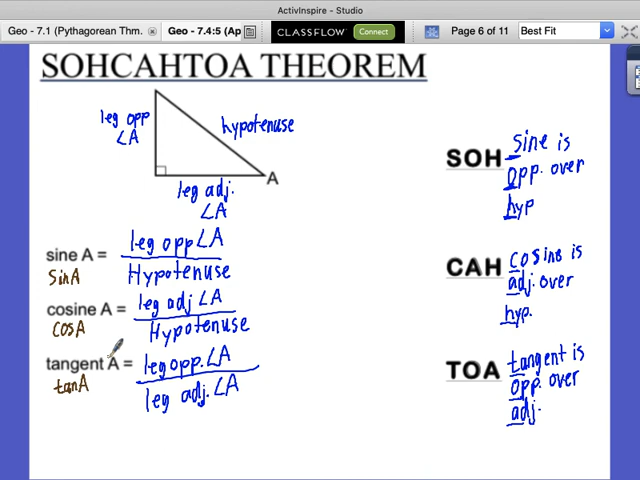 ActivInspire - Studio
Geo - 7.1 (Pythagorean Thm.
Geo - 7.4:5 (Ap
CLASSFLOW
Connect
Page 6 of 11
Best Fit
SOHCAHTOA THEOREM
leg opp
∠A
hypotenuse
A
leg adj.
∠A
sine A = leg opp ∠A
Hypotenuse
sin A
cosine A = leg adj ∠A
Hypotenuse
cos A
tangent A = leg opp. ∠A
leg adj. ∠A
tan A
SOH sine is
opp. over
hyp
CAH cosine is
adj. over
hyp.
TOA tangent is
opp. over
adj.